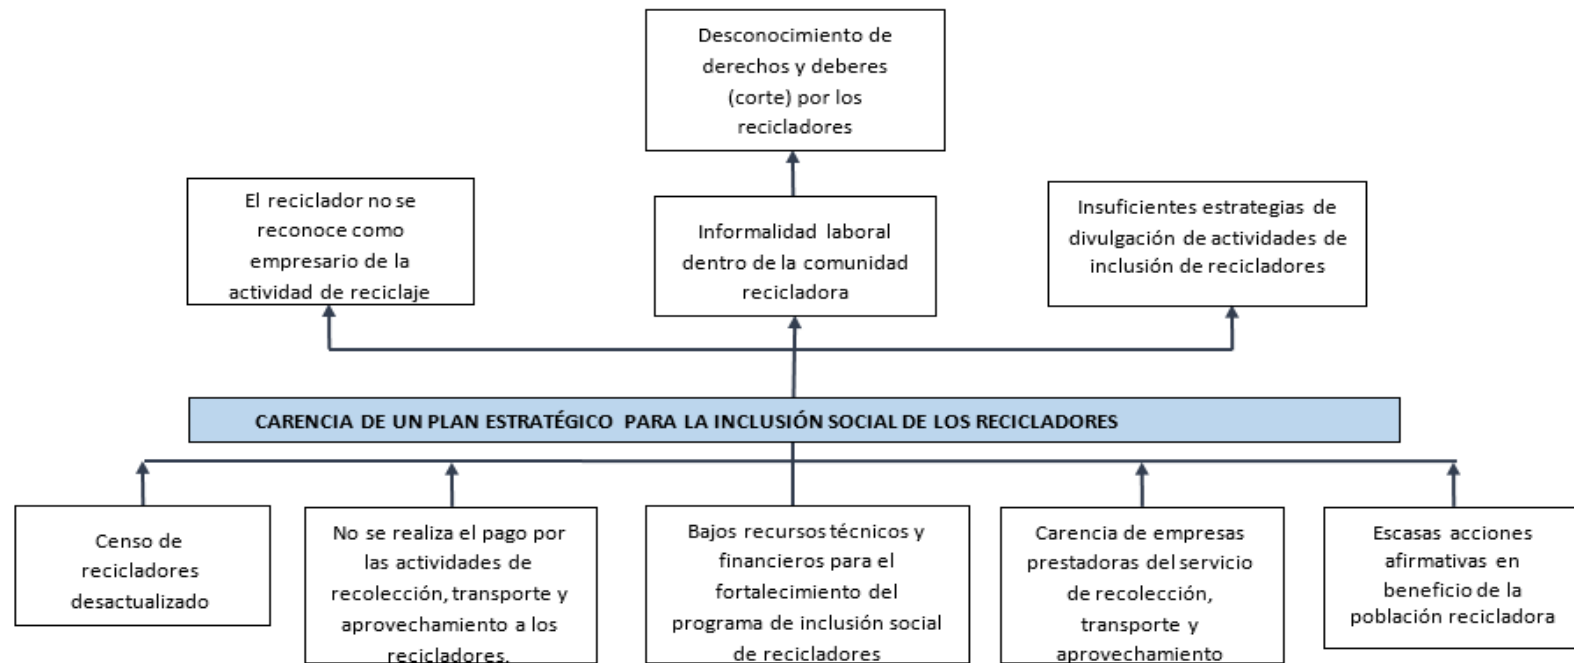 Desconocimiento de
derechos y deberes
(corte) por los
recicladores
El reciclador no se
reconoce como
empresario de la
actividad de reciclaje
Informalidad laboral
dentro de la comunidad
recicladora
Insuficientes estrategias de
divulgación de actividades de
inclusión de recicladores
CARENCIA DE UN PLAN ESTRATÉGICO PARA LA INCLUSIÓN SOCIAL DE LOS RECICLADORES
Censo de
recicladores
desactualizado
No se realiza el pago por
las actividades de
recolección, transporte y
aprovechamiento a los
recicladores.
Bajos recursos técnicos y
financieros para el
fortalecimiento del
programa de inclusión social
de recicladores
Carencia de empresas
prestadoras del servicio
de recolección,
transporte y
aprovechamiento
Escasas acciones
afirmativas en
beneficio de la
población recicladora